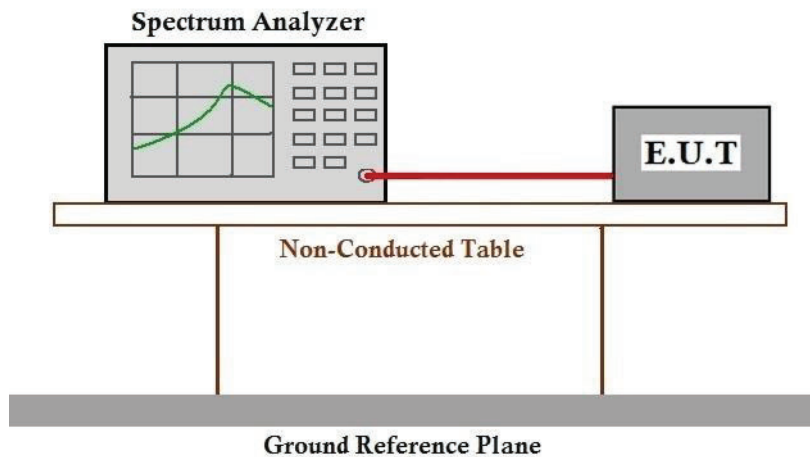 Spectrum Analyzer
E.U.T
Non-Conducted Table
Ground Reference Plane